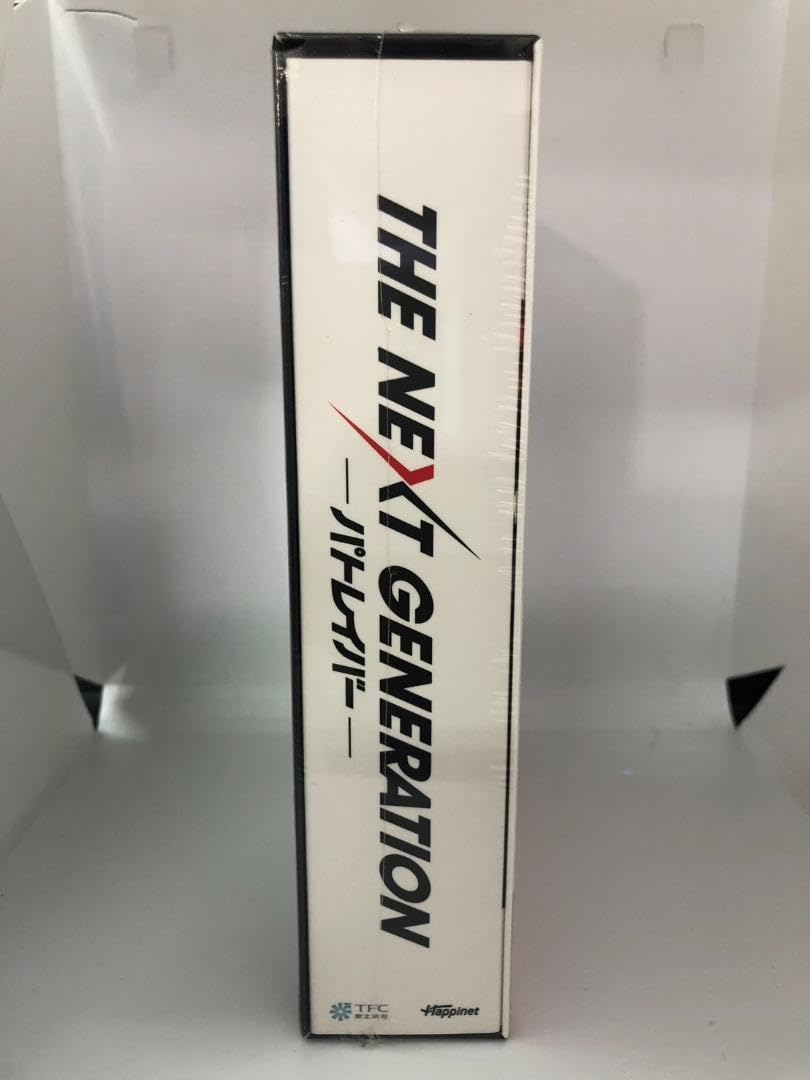 THE NEXT GENERATION
—パトレイバー—
TFC
東北新社
Happinet